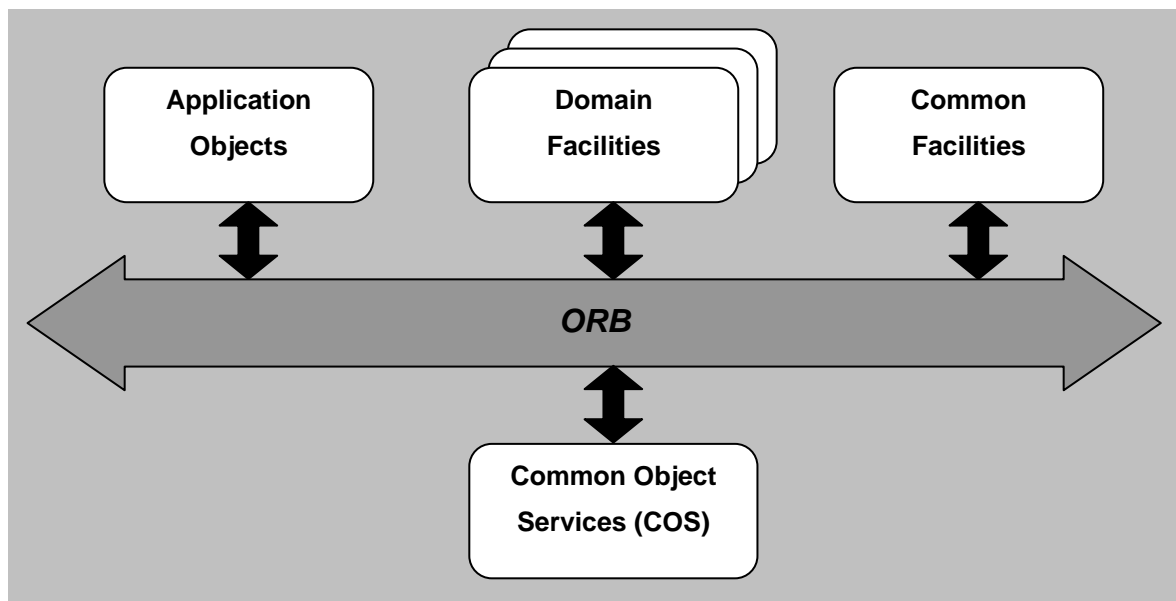 Application
Objects
Domain
Facilities
Common
Facilities
ORB
Common Object
Services (COS)